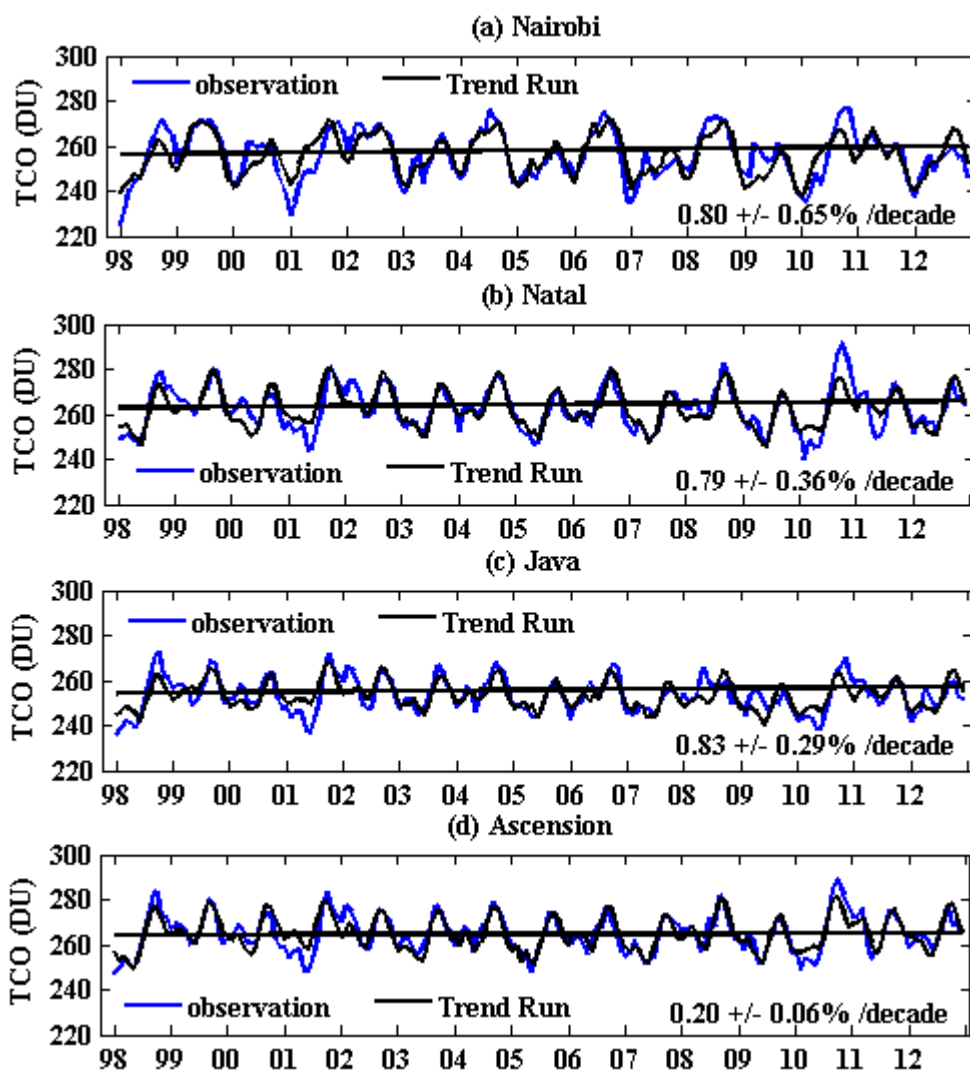 (a) Nairobi
300
280
260
240
220
TCO (DU)
observation Trend Run
0.80 +/- 0.65% /decade
98 99 00 01 02 03 04 05 06 07 08 09 10 11 12
(b) Natal
300
280
260
240
220
TCO (DU)
observation Trend Run
0.79 +/- 0.36% /decade
98 99 00 01 02 03 04 05 06 07 08 09 10 11 12
(c) Java
300
280
260
240
220
TCO (DU)
observation Trend Run
0.83 +/- 0.29% /decade
98 99 00 01 02 03 04 05 06 07 08 09 10 11 12
(d) Ascension
300
280
260
240
220
TCO (DU)
observation Trend Run
0.20 +/- 0.06% /decade
98 99 00 01 02 03 04 05 06 07 08 09 10 11 12